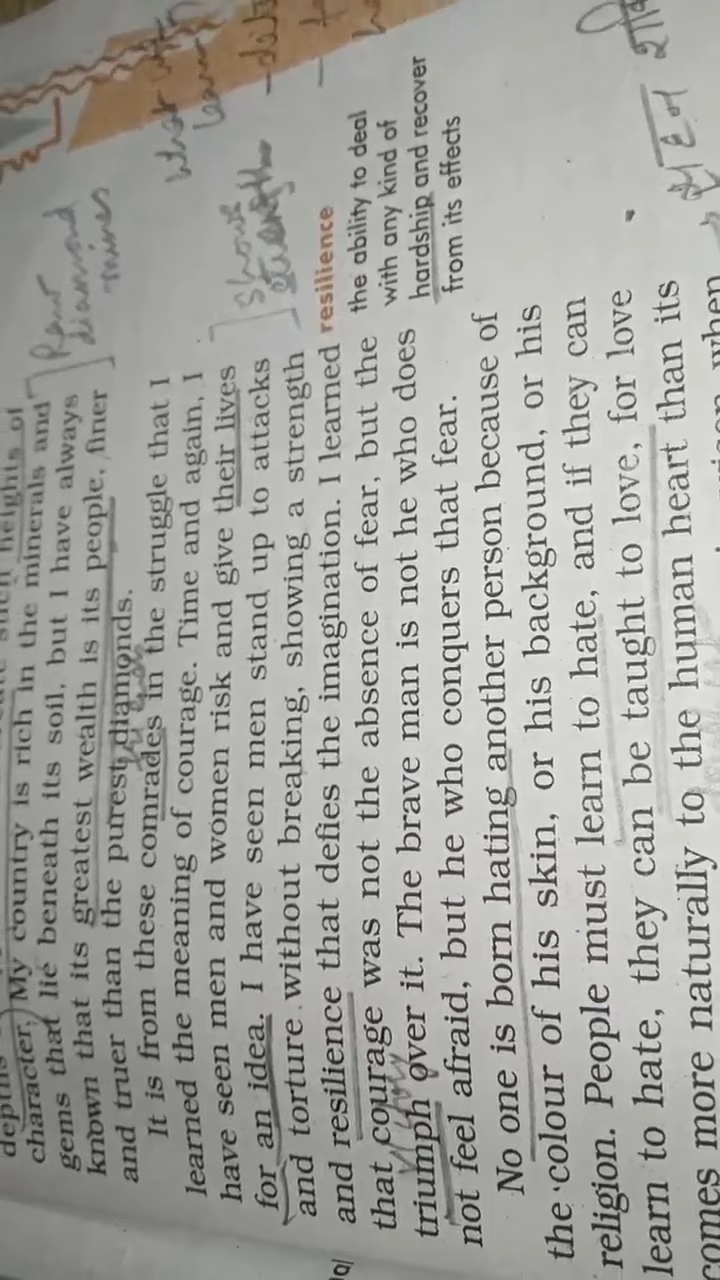 character. My country is rich in the minerals and
gems that lie beneath its soil, but I have always
known that its greatest wealth is its people, finer
and truer than the purest diamonds.
It is from these comrades in the struggle that I
learned the meaning of courage. Time and again, I
have seen men and women risk and give their lives
for an idea. I have seen men stand up to attacks
and torture without breaking, showing a strength
and resilience that defies the imagination. I learned
that courage was not the absence of fear, but the
triumph over it. The brave man is not he who does
not feel afraid, but he who conquers that fear.
No one is born hating another person because of
the colour of his skin, or his background, or his
religion. People must learn to hate, and if they can
learn to hate, they can be taught to love, for love
comes more naturally to the human heart than its
when
Raw
diamond
mines
Show
strength
What
learn
resilience
the ability to deal
with any kind of
hardship and recover
from its effects
victory